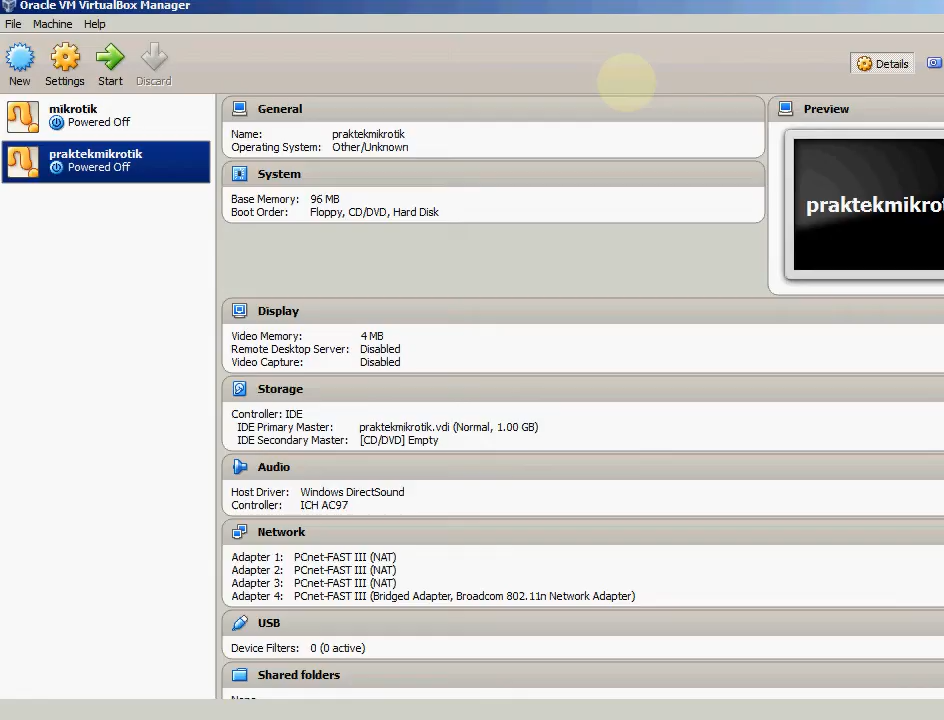 Oracle VM VirtualBox Manager
File Machine Help
New Settings Start Discard
Details
mikrotik
Powered Off
praktekmikrotik
Powered Off
General
Name: praktekmikrotik
Operating System: Other/Unknown
System
Base Memory: 96 MB
Boot Order: Floppy, CD/DVD, Hard Disk
Preview
praktekmikrot
Display
Video Memory: 4 MB
Remote Desktop Server: Disabled
Video Capture: Disabled
Storage
Controller: IDE
IDE Primary Master: praktekmikrotik.vdi (Normal, 1.00 GB)
IDE Secondary Master: [CD/DVD] Empty
Audio
Host Driver: Windows DirectSound
Controller: ICH AC97
Network
Adapter 1: PCnet-FAST III (NAT)
Adapter 2: PCnet-FAST III (NAT)
Adapter 3: PCnet-FAST III (NAT)
Adapter 4: PCnet-FAST III (Bridged Adapter, Broadcom 802.11n Network Adapter)
USB
Device Filters: 0 (0 active)
Shared folders